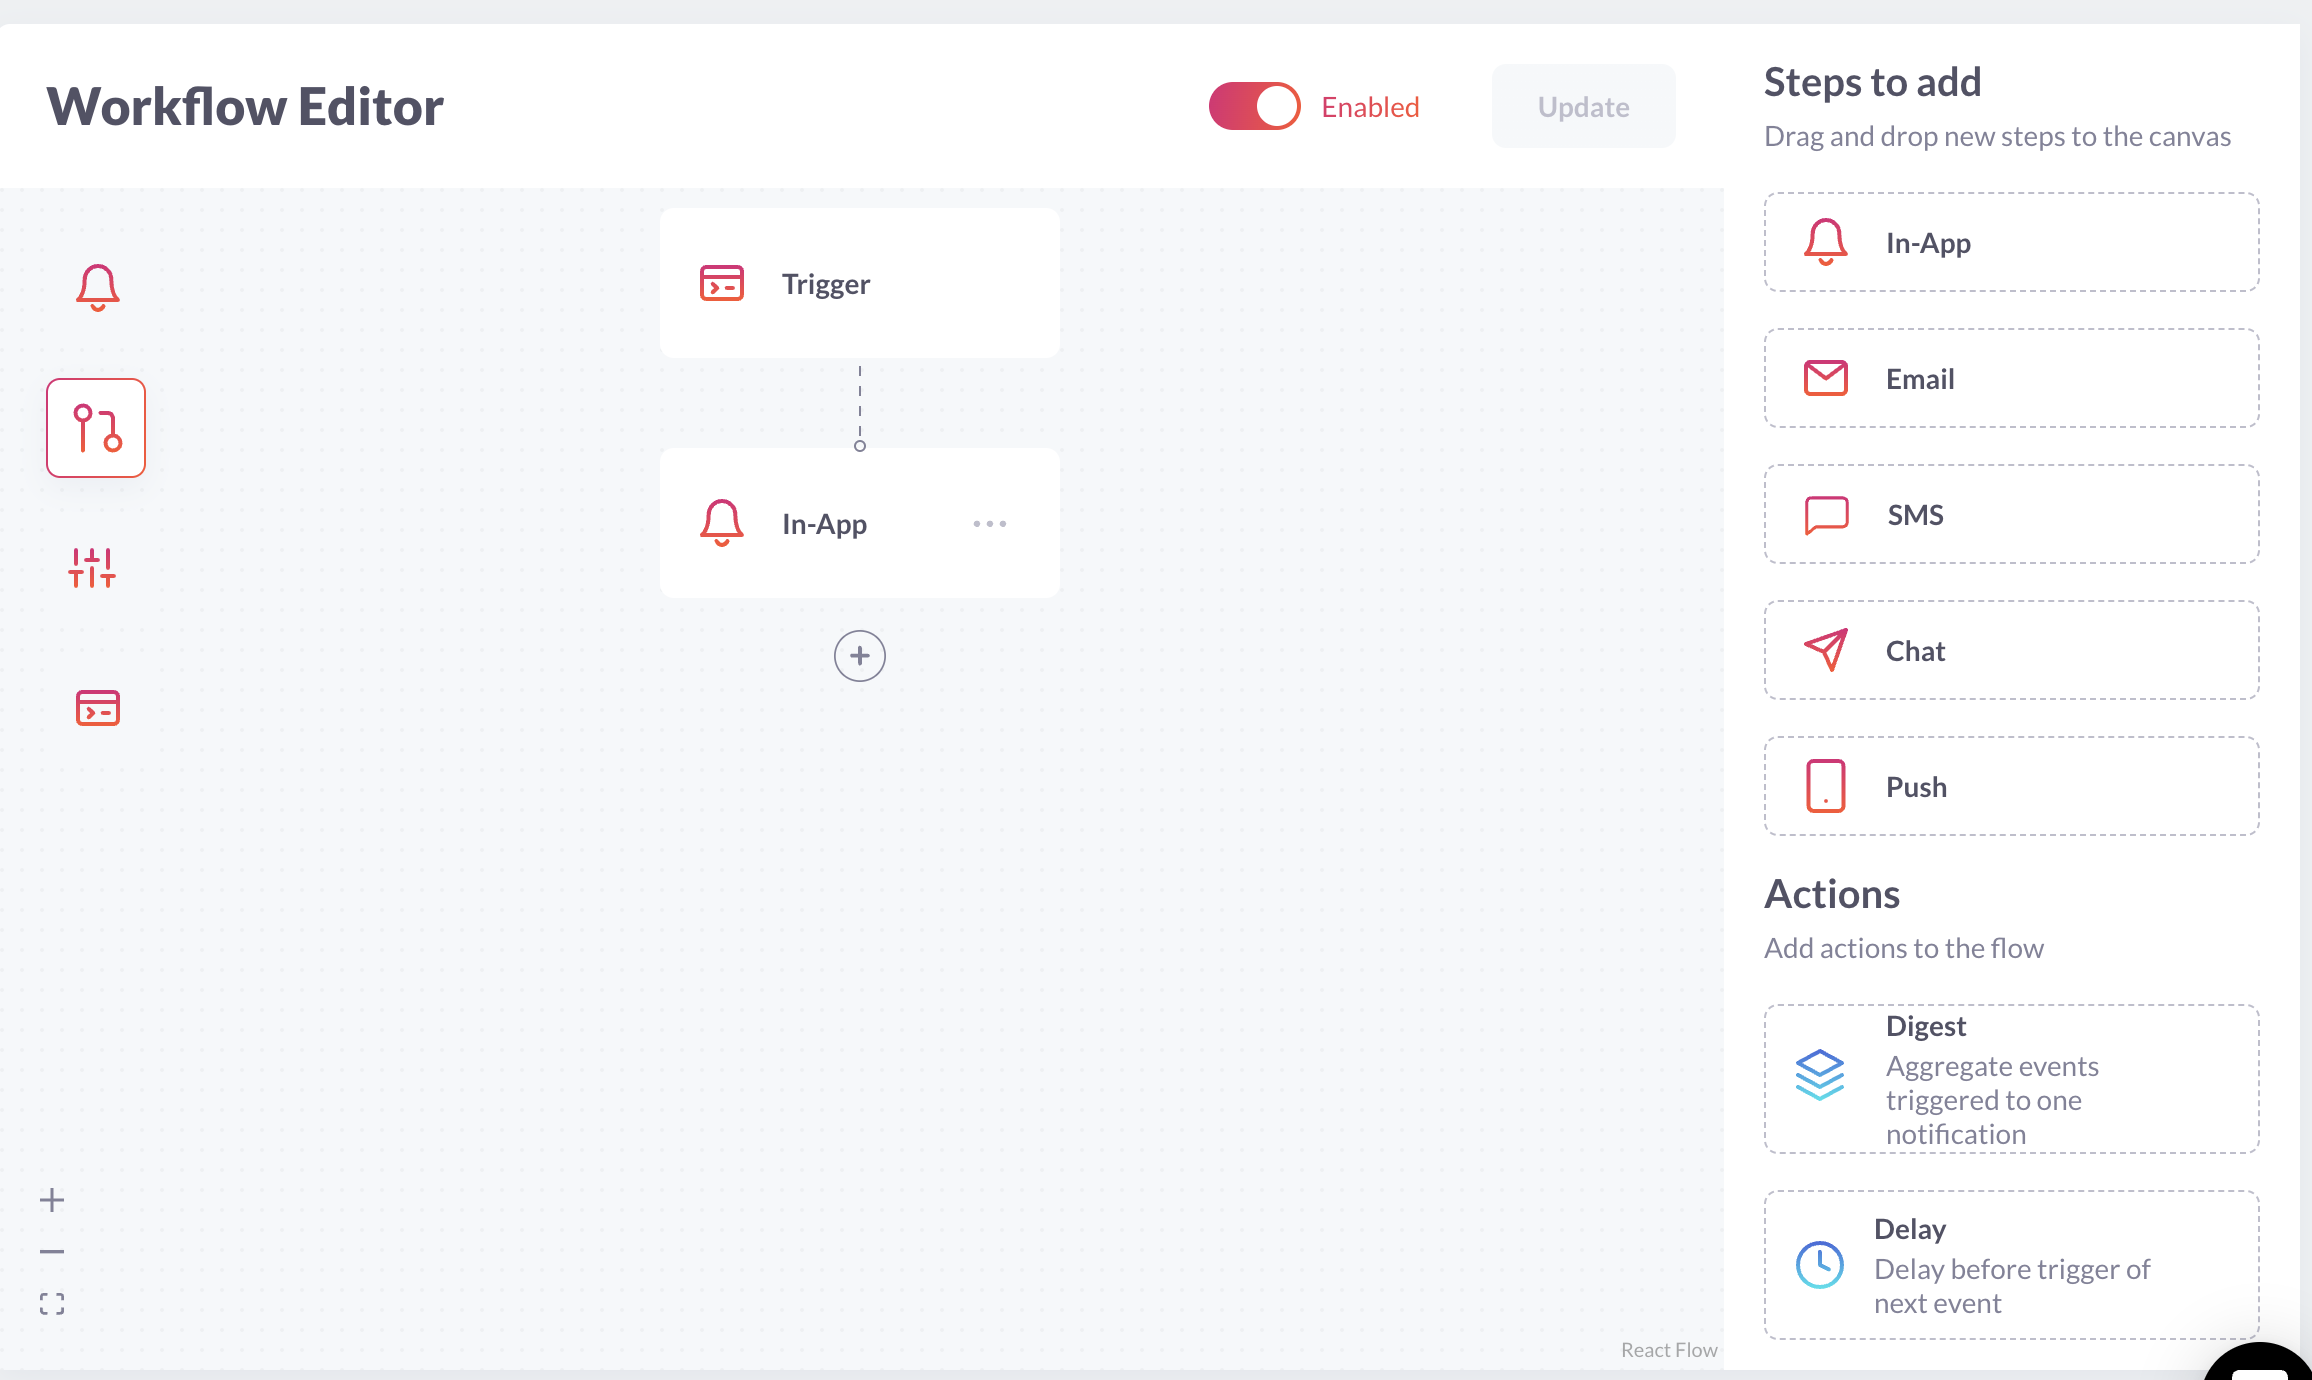 Workflow Editor
Enabled
Update
Trigger
In-App
React Flow
Steps to add
Drag and drop new steps to the canvas
In-App
Email
SMS
Chat
Push
Actions
Add actions to the flow
Digest
Aggregate events
triggered to one
notification
Delay
Delay before trigger of
next event